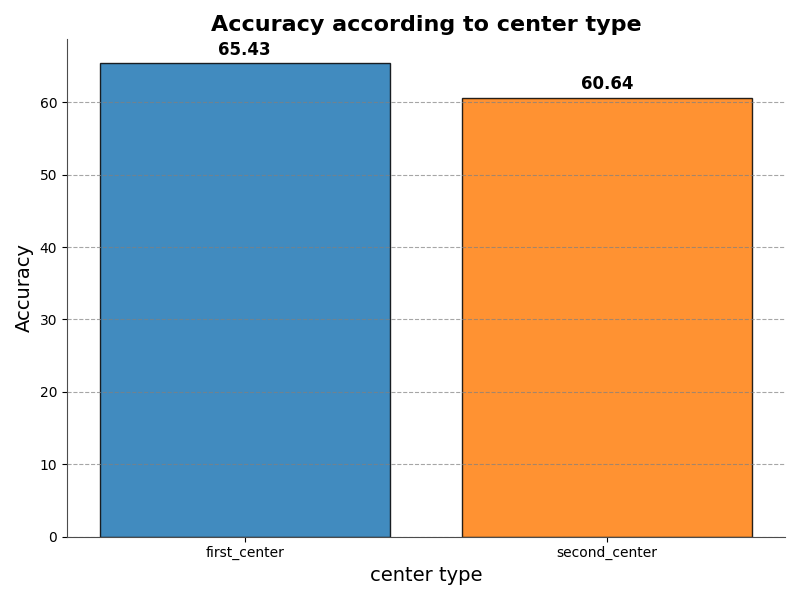 Accuracy according to center type
65.43
60.64
60
50
40
30
20
10
0
Accuracy
first_center
second_center
center type